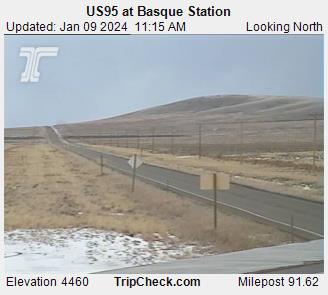 US95 at Basque Station
Updated: Jan 09 2024 11:15 AM Looking North
Elevation 4460 TripCheck.com Milepost 91.62